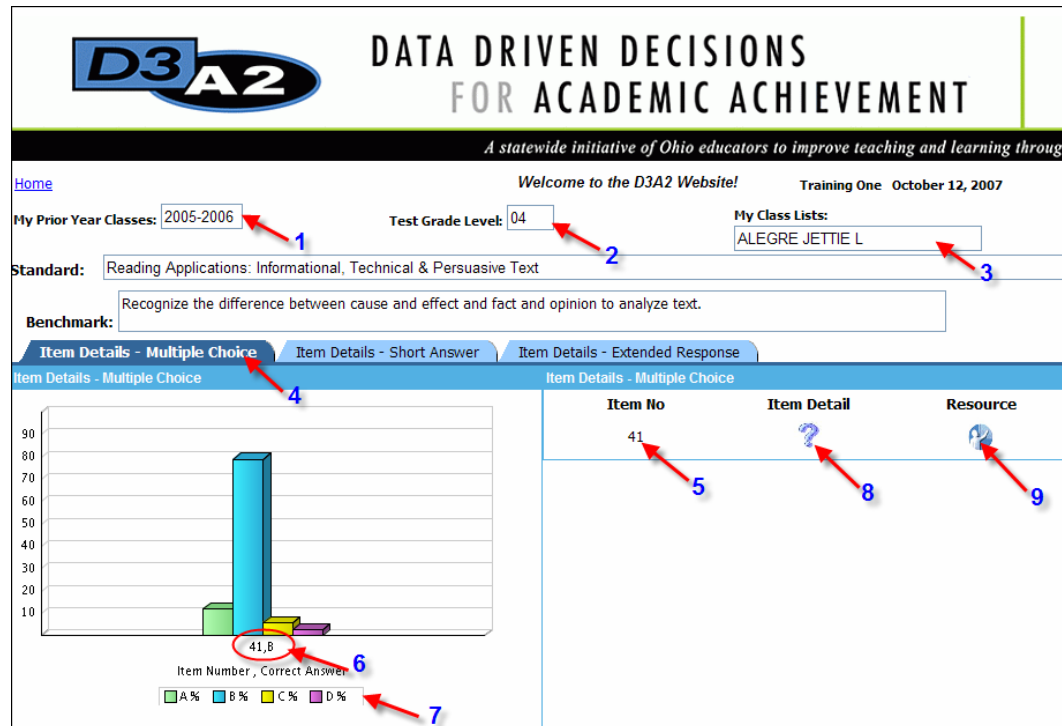 D3
A2
DATA DRIVEN DECISIONS
FOR ACADEMIC ACHIEVEMENT
A statewide initiative of Ohio educators to improve teaching and learning throug
Home
Welcome to the D3A2 Website!
Training One October 12, 2007
My Prior Year Classes: 2005-2006
1
Test Grade Level: 04
2
My Class Lists:
ALEGRE JETTIE L
3
Standard: Reading Applications: Informational, Technical & Persuasive Text
Benchmark: Recognize the difference between cause and effect and fact and opinion to analyze text.
Item Details - Multiple Choice
Item Details - Short Answer
Item Details - Extended Response
4
Item Details - Multiple Choice
90
80
70
60
50
40
30
20
10
41,B
6
Item Number , Correct Answer
A % B % C % D %
7
Item Details - Multiple Choice
Item No Item Detail Resource
41 ?
5 8 9